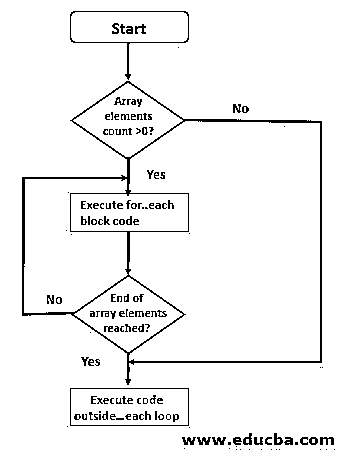 Start
Array
elements
count >0?
No
Yes
Execute for..each
block code
No
End of
array elements
reached?
Yes
Execute code
outside...each loop
www.educba.com